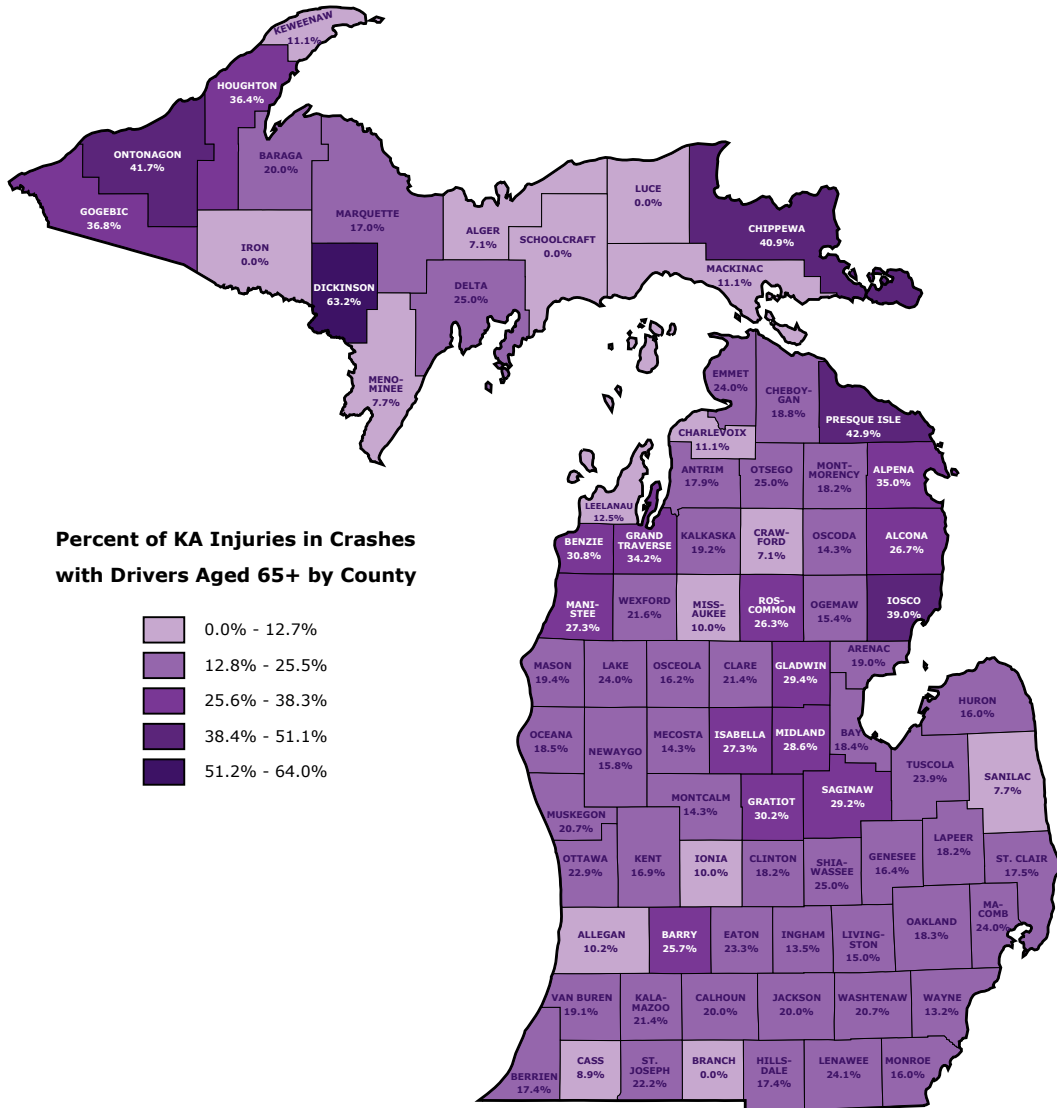 KEWEENAW
11.1%
HOUGHTON
36.4%
ONTONAGON
41.7%
BARAGA
20.0%
GOGEBIC
36.8%
MARQUETTE
17.0%
IRON
0.0%
DICKINSON
63.2%
MENO-
MINEE
7.7%
DELTA
25.0%
ALGER
7.1%
SCHOOLCRAFT
0.0%
LUCE
0.0%
CHIPPEWA
40.9%
MACKINAC
11.1%
EMMET
24.0%
CHEBOY-
GAN
18.8%
PRESQUE ISLE
42.9%
CHARLEVOIX
11.1%
ANTRIM
17.9%
OTSEGO
25.0%
MONT-
MORENCY
18.2%
ALPENA
35.0%
LEELANAU
12.5%
BENZIE
30.8%
GRAND
TRAVERSE
34.2%
KALKASKA
19.2%
CRAW-
FORD
7.1%
OSCODA
14.3%
ALCONA
26.7%
MANI-
STEE
27.3%
WEXFORD
21.6%
MISS-
AUKEE
10.0%
ROS-
COMMON
26.3%
OGEMAW
15.4%
IOSCO
39.0%
MASON
19.4%
LAKE
24.0%
OSCEOLA
16.2%
CLARE
21.4%
GLADWIN
29.4%
ARENAC
19.0%
OCEANA
18.5%
NEWAYGO
15.8%
MECOSTA
14.3%
ISABELLA
27.3%
MIDLAND
28.6%
BAY
18.4%
HURON
16.0%
TUSCOLA
23.9%
SANILAC
7.7%
MUSKEGON
20.7%
MONTCALM
14.3%
GRATIOT
30.2%
SAGINAW
29.2%
LAPEER
18.2%
ST. CLAIR
17.5%
OTTAWA
22.9%
KENT
16.9%
IONIA
10.0%
CLINTON
18.2%
SHIA-
WASSEE
25.0%
GENESEE
16.4%
ALLEGAN
10.2%
BARRY
25.7%
EATON
23.3%
INGHAM
13.5%
LIVING-
STON
15.0%
OAKLAND
18.3%
MA-
COMB
24.0%
VAN BUREN
19.1%
KALA-
MAZOO
21.4%
CALHOUN
20.0%
JACKSON
20.0%
WASHTENAW
20.7%
WAYNE
13.2%
BERRIEN
17.4%
CASS
8.9%
ST.
JOSEPH
22.2%
BRANCH
0.0%
HILLS-
DALE
17.4%
LENAWEE
24.1%
MONROE
16.0%
Percent of KA Injuries in Crashes
with Drivers Aged 65+ by County
0.0% - 12.7%
12.8% - 25.5%
25.6% - 38.3%
38.4% - 51.1%
51.2% - 64.0%